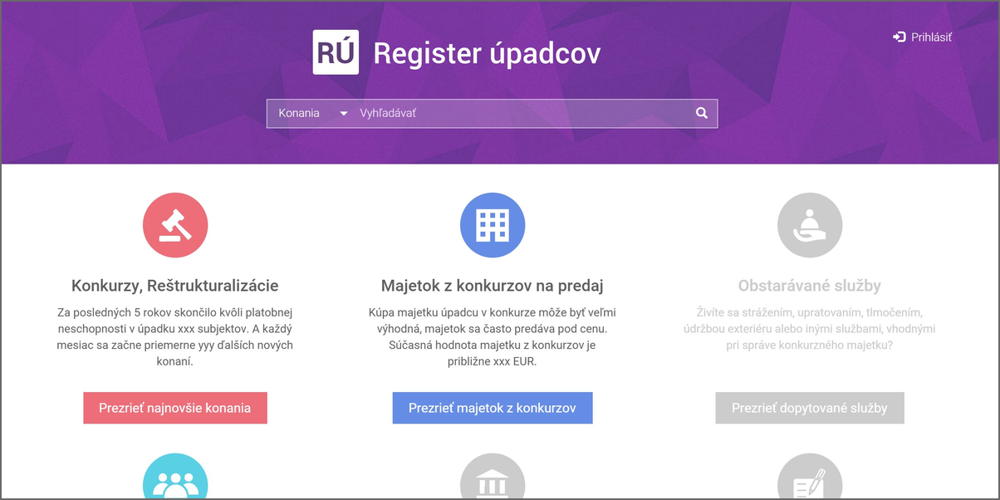 RÚ Register úpadcov
Prihlásiť
Konania Vyhľadávať
Konkurzy, Reštrukturalizácie
Za posledných 5 rokov skončilo kvôli platobnej
neschopnosti v úpadku xxx subjektov. A každý
mesiac sa začne priemerne yyy ďalších nových
konaní.
Prezrieť najnovšie konania
Majetok z konkurzov na predaj
Kúpa majetku úpadcu v konkurze môže byť veľmi
výhodná, majetok sa často predáva pod cenu.
Súčasná hodnota majetku z konkurzov je
približne xxx EUR.
Prezrieť majetok z konkurzov
Obstarávané služby
Živíte sa strážením, upratovaním, tlmočením,
údržbou exteriéru alebo inými službami, vhodnými
pri správe konkurzného majetku?
Prezrieť dopytované služby